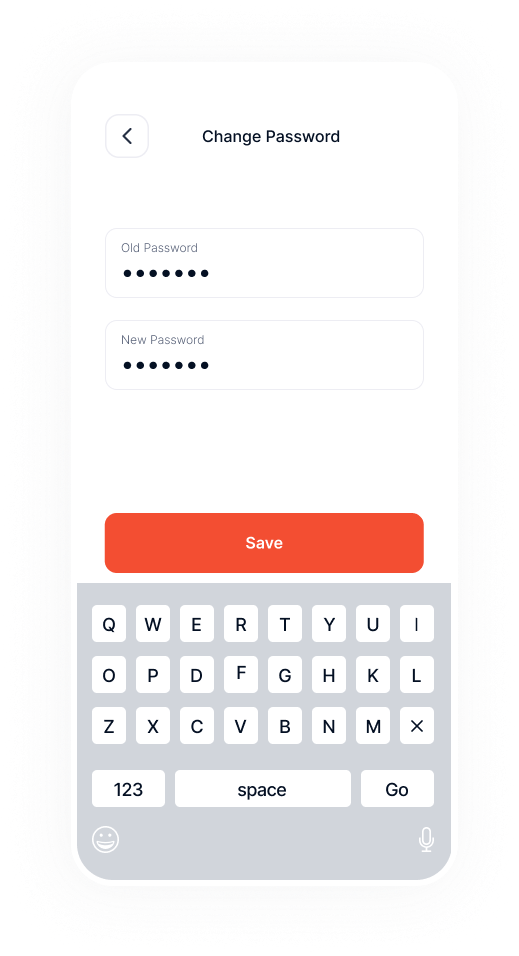 Change Password
Old Password
●●●●●●●
New Password
●●●●●●●
Save
Q W E R T Y U I
O P D F G H K L
Z X C V B N M
123 space Go